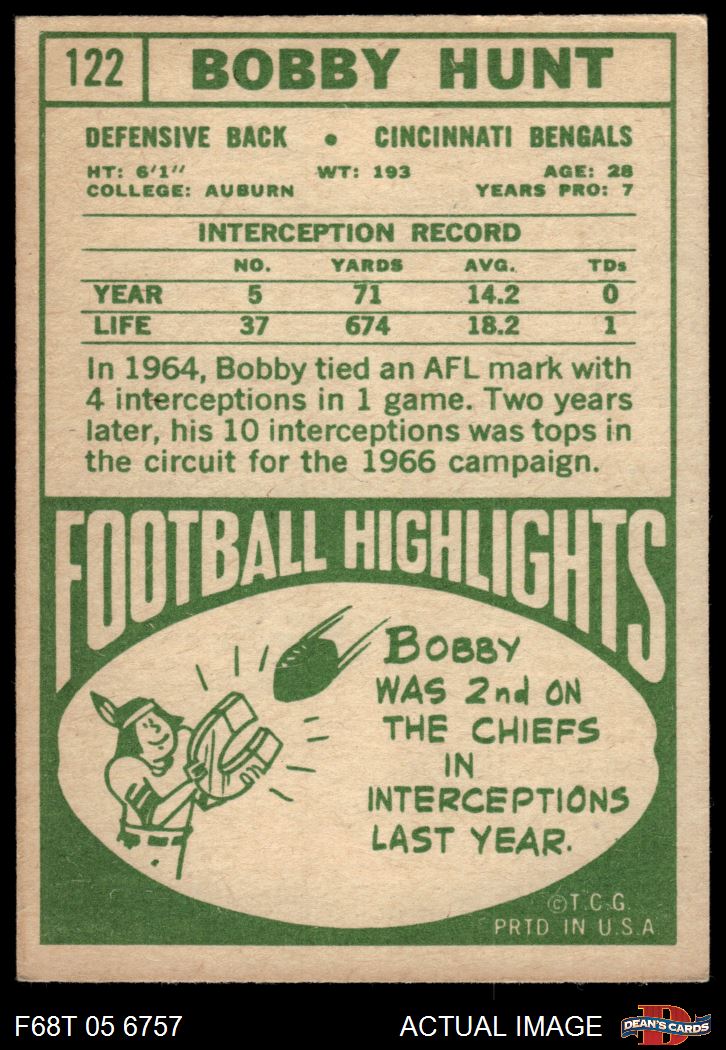 122 BOBBY HUNT
DEFENSIVE BACK • CINCINNATI BENGALS
HT: 6'1" WT: 193 AGE: 28
COLLEGE: AUBURN YEARS PRO: 7
INTERCEPTION RECORD
NO. YARDS AVG. TDs
YEAR 5 71 14.2 0
LIFE 37 674 18.2 1
In 1964, Bobby tied an AFL mark with
4 interceptions in 1 game. Two years
later, his 10 interceptions was tops in
the circuit for the 1966 campaign.
FOOTBALL HIGHLIGHTS
BOBBY
WAS 2nd ON
THE CHIEFS
IN
INTERCEPTIONS
LAST YEAR.
©T.C.G.
PRTD IN U.S.A
F68T 05 6757 ACTUAL IMAGE D DEAN'S CARDS